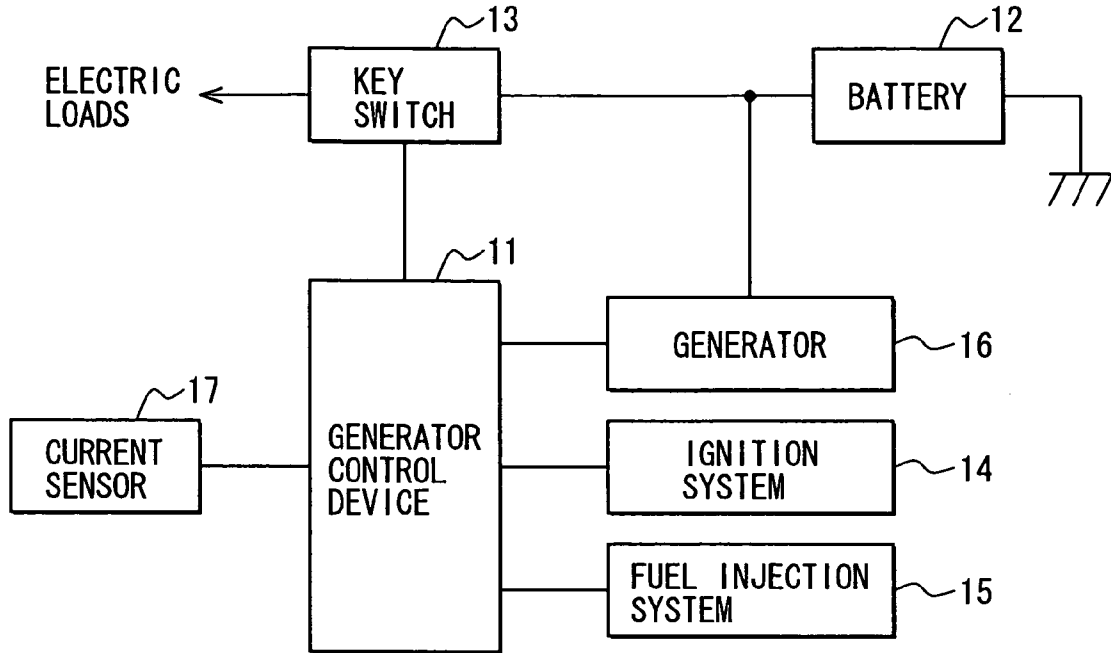 13
12
ELECTRIC
LOADS
KEY
SWITCH
BATTERY
11
GENERATOR
16
17
CURRENT
SENSOR
GENERATOR
CONTROL
DEVICE
IGNITION
SYSTEM
14
FUEL INJECTION
SYSTEM
15